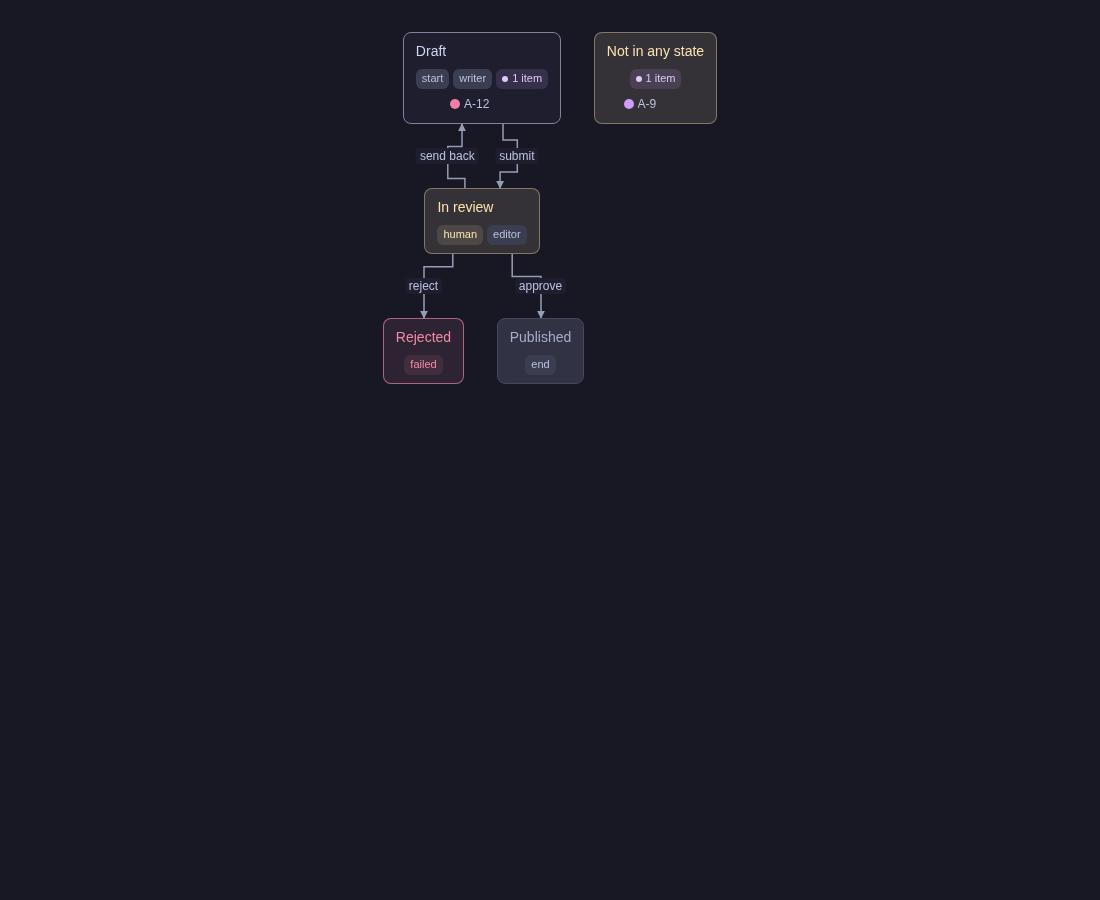 Draft
start writer 1 item
A-12
Not in any state
1 item
A-9
send back
submit
In review
human editor
reject
approve
Rejected
failed
Published
end